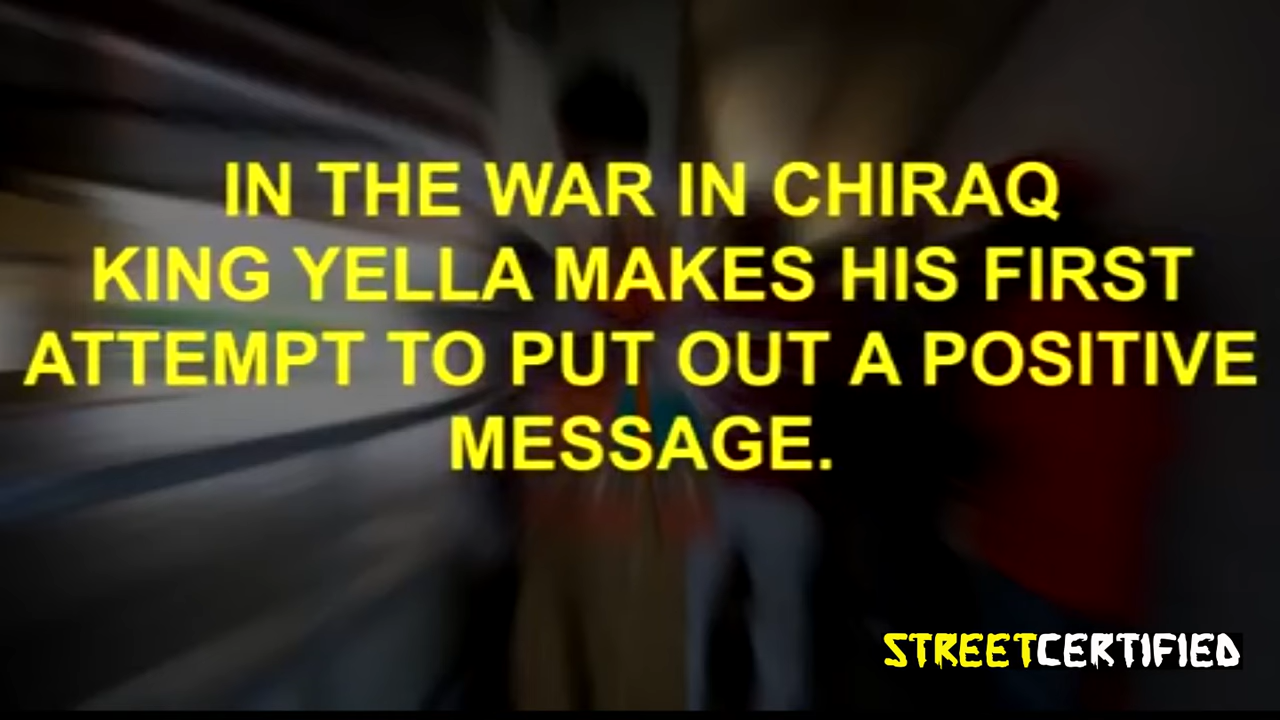 IN THE WAR IN CHIRAQ
KING YELLA MAKES HIS FIRST
ATTEMPT TO PUT OUT A POSITIVE
MESSAGE.
STREETCERTIFIED